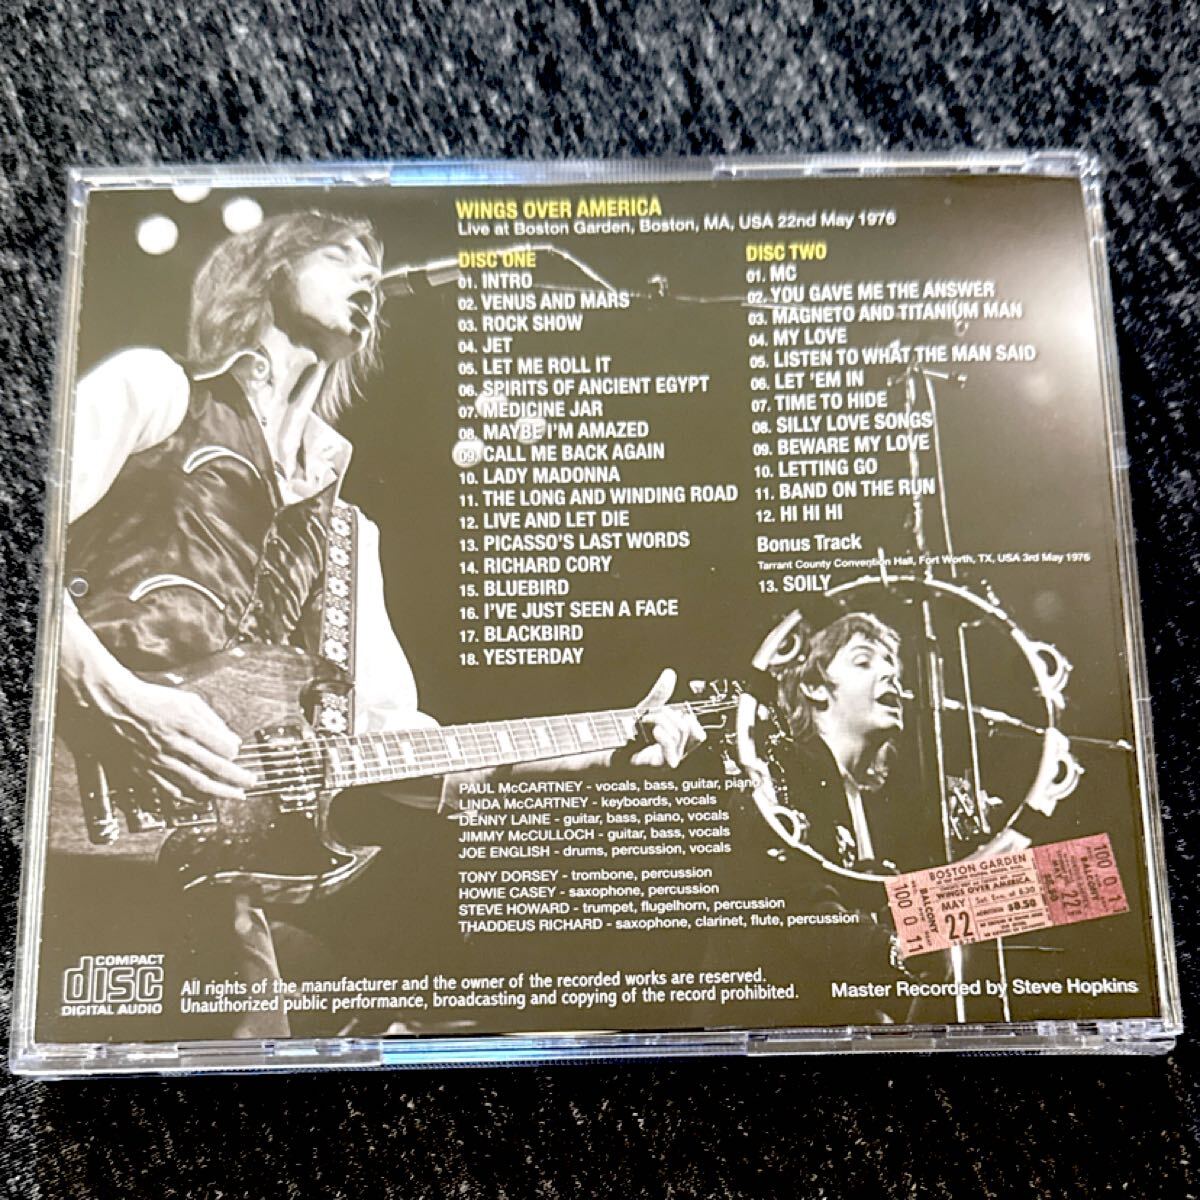 WINGS OVER AMERICA
Live at Boston Garden, Boston, MA, USA 22nd May 1976
DISC ONE
01. INTRO
02. VENUS AND MARS
03. ROCK SHOW
04. JET
05. LET ME ROLL IT
06. SPIRITS OF ANCIENT EGYPT
07. MEDICINE JAR
08. MAYBE I'M AMAZED
09. CALL ME BACK AGAIN
10. LADY MADONNA
11. THE LONG AND WINDING ROAD
12. LIVE AND LET DIE
13. PICASSO'S LAST WORDS
14. RICHARD CORY
15. BLUEBIRD
16. I'VE JUST SEEN A FACE
17. BLACKBIRD
18. YESTERDAY
DISC TWO
01. MC
02. YOU GAVE ME THE ANSWER
03. MAGNETO AND TITANIUM MAN
04. MY LOVE
05. LISTEN TO WHAT THE MAN SAID
06. LET 'EM IN
07. TIME TO HIDE
08. SILLY LOVE SONGS
09. BEWARE MY LOVE
10. LETTING GO
11. BAND ON THE RUN
12. HI HI HI
Bonus Track
Tarrant County Convention Hall, Fort Worth, TX, USA 3rd May 1976
13. SOILY
PAUL McCARTNEY - vocals, bass, guitar, piano
LINDA McCARTNEY - keyboards, vocals
DENNY LAINE - guitar, bass, piano, vocals
JIMMY McCULLOCH - guitar, bass, vocals
JOE ENGLISH - drums, percussion, vocals
TONY DORSEY - trombone, percussion
HOWIE CASEY - saxophone, percussion
STEVE HOWARD - trumpet, flugelhorn, percussion
THADDEUS RICHARD - saxophone, clarinet, flute, percussion
BOSTON GARDEN
WINGS OVER AMERICA
MAY
22
$8.50
BALCONY
100 O 11
100 O 1
COMPACT
disc
DIGITAL AUDIO
All rights of the manufacturer and the owner of the recorded works are reserved.
Unauthorized public performance, broadcasting and copying of the record prohibited.
Master Recorded by Steve Hopkins